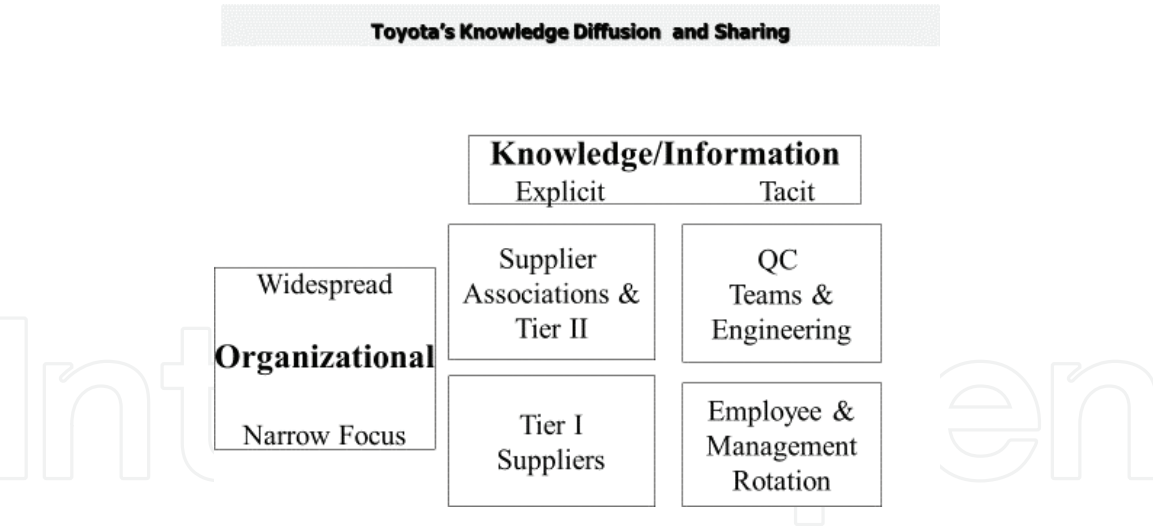 Toyota's Knowledge Diffusion and Sharing
Knowledge/Information
Explicit Tacit
Widespread
Organizational
Narrow Focus
Supplier
Associations &
Tier II
QC
Teams &
Engineering
Tier I
Suppliers
Employee &
Management
Rotation